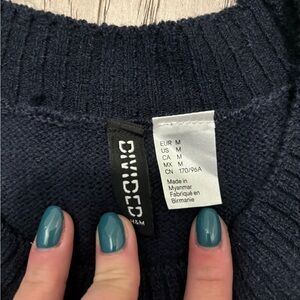 DIVIDED
H&M
EUR M
US M
CA M
MX M
CN 170/96A
Made in
Myanmar
Fabriqué en
Birmanie